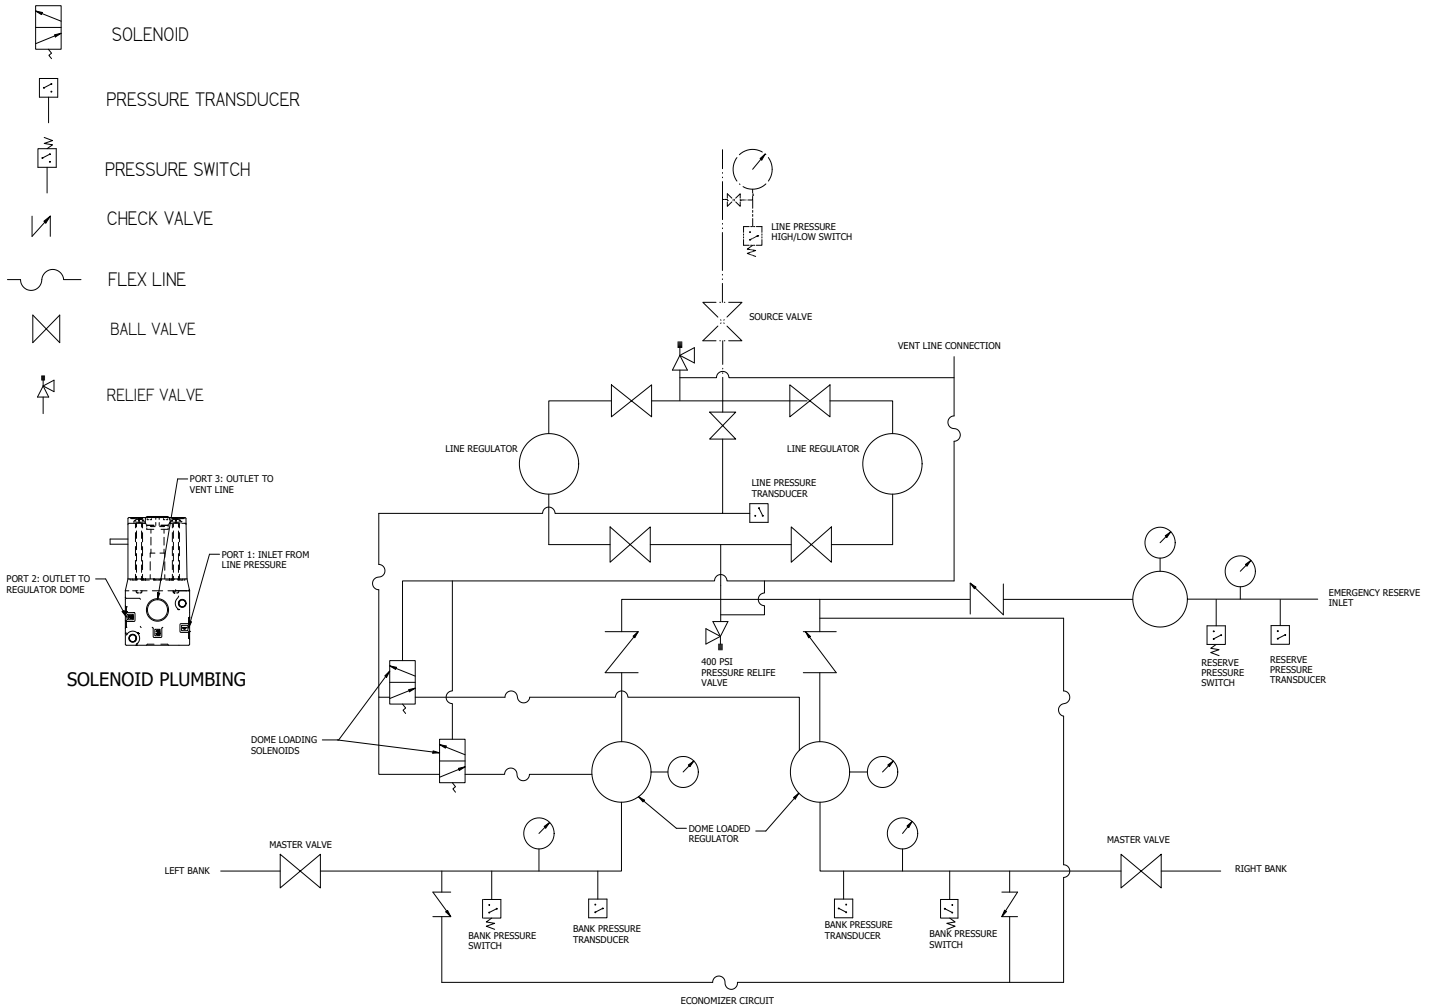 SOLENOID
PRESSURE TRANSDUCER
PRESSURE SWITCH
CHECK VALVE
FLEX LINE
BALL VALVE
RELIEF VALVE
LINE PRESSURE
HIGH/LOW SWITCH
SOURCE VALVE
VENT LINE CONNECTION
LINE REGULATOR
LINE REGULATOR
LINE PRESSURE
TRANSDUCER
PORT 3: OUTLET TO
VENT LINE
PORT 1: INLET FROM
LINE PRESSURE
PORT 2: OUTLET TO
REGULATOR DOME
SOLENOID PLUMBING
EMERGENCY RESERVE
INLET
400 PSI
PRESSURE RELIFE
VALVE
RESERVE
PRESSURE
SWITCH
RESERVE
PRESSURE
TRANSDUCER
DOME LOADING
SOLENOIDS
DOME LOADED
REGULATOR
MASTER VALVE
MASTER VALVE
LEFT BANK
RIGHT BANK
BANK PRESSURE
SWITCH
BANK PRESSURE
TRANSDUCER
BANK PRESSURE
TRANSDUCER
BANK PRESSURE
SWITCH
ECONOMIZER CIRCUIT